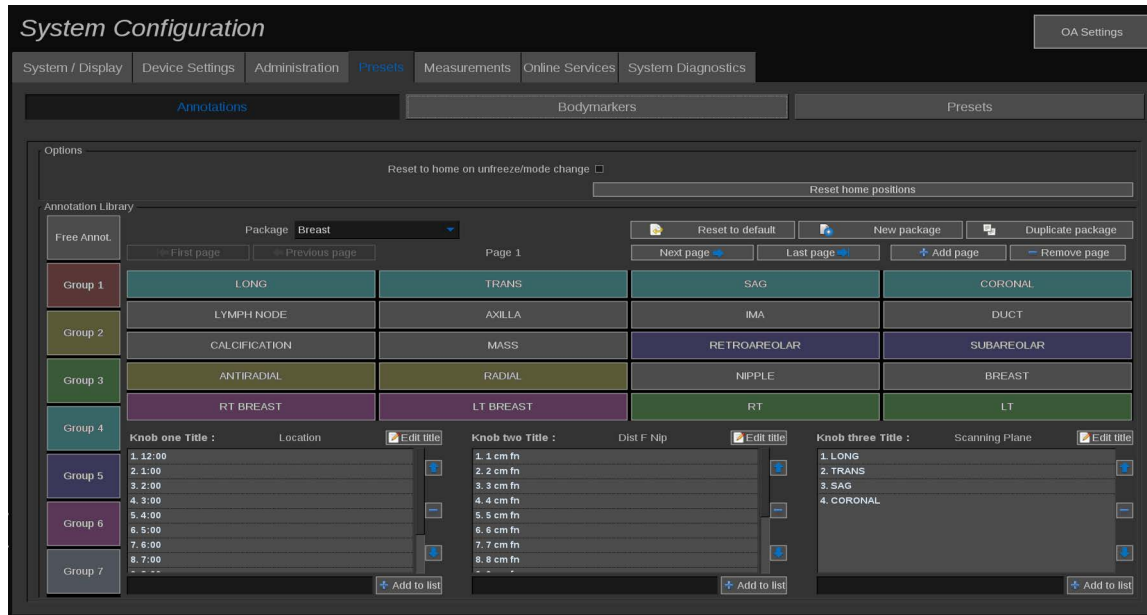 System Configuration
OA Settings
System / Display Device Settings Administration Presets Measurements Online Services System Diagnostics
Annotations Bodymarkers Presets
Options
Reset to home on unfreeze/mode change
Reset home positions
Annotation Library
Free Annot. Package Breast Reset to default New package Duplicate package
First page Previous page Page 1 Next page Last page Add page Remove page
Group 1 LONG TRANS SAG CORONAL
LYMPH NODE AXILLA IMA DUCT
Group 2
CALCIFICATION MASS RETROAREOLAR SUBAREOLAR
Group 3 ANTIRADIAL RADIAL NIPPLE BREAST
RT BREAST LT BREAST RT LT
Group 4
Knob one Title : Location Edit title Knob two Title : Dist F Nip Edit title Knob three Title : Scanning Plane Edit title
1. 12:00 1. 1 cm fn 1. LONG
2. 1:00 2. 2 cm fn 2. TRANS
Group 5 3. 2:00 3. 3 cm fn 3. SAG
4. 3:00 4. 4 cm fn 4. CORONAL
5. 4:00 5. 5 cm fn
Group 6 6. 5:00 6. 6 cm fn
7. 6:00 7. 7 cm fn
8. 7:00 8. 8 cm fn
Group 7
Add to list Add to list Add to list